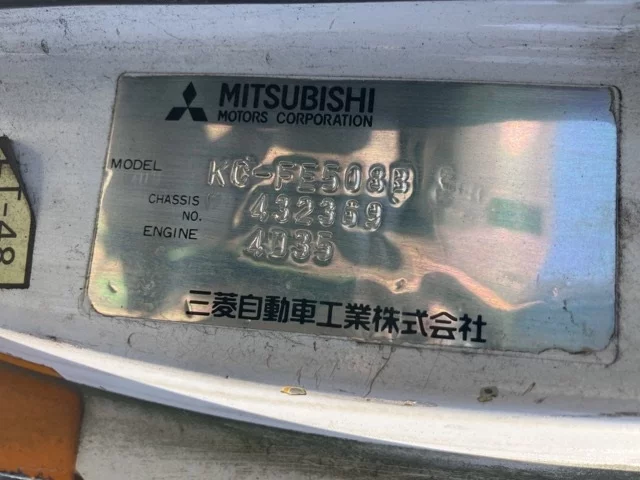 MITSUBISHI
MOTORS CORPORATION
MODEL KC-FE508B
CHASSIS NO. 432369
ENGINE 4D35
三菱自動車工業株式会社
T-48